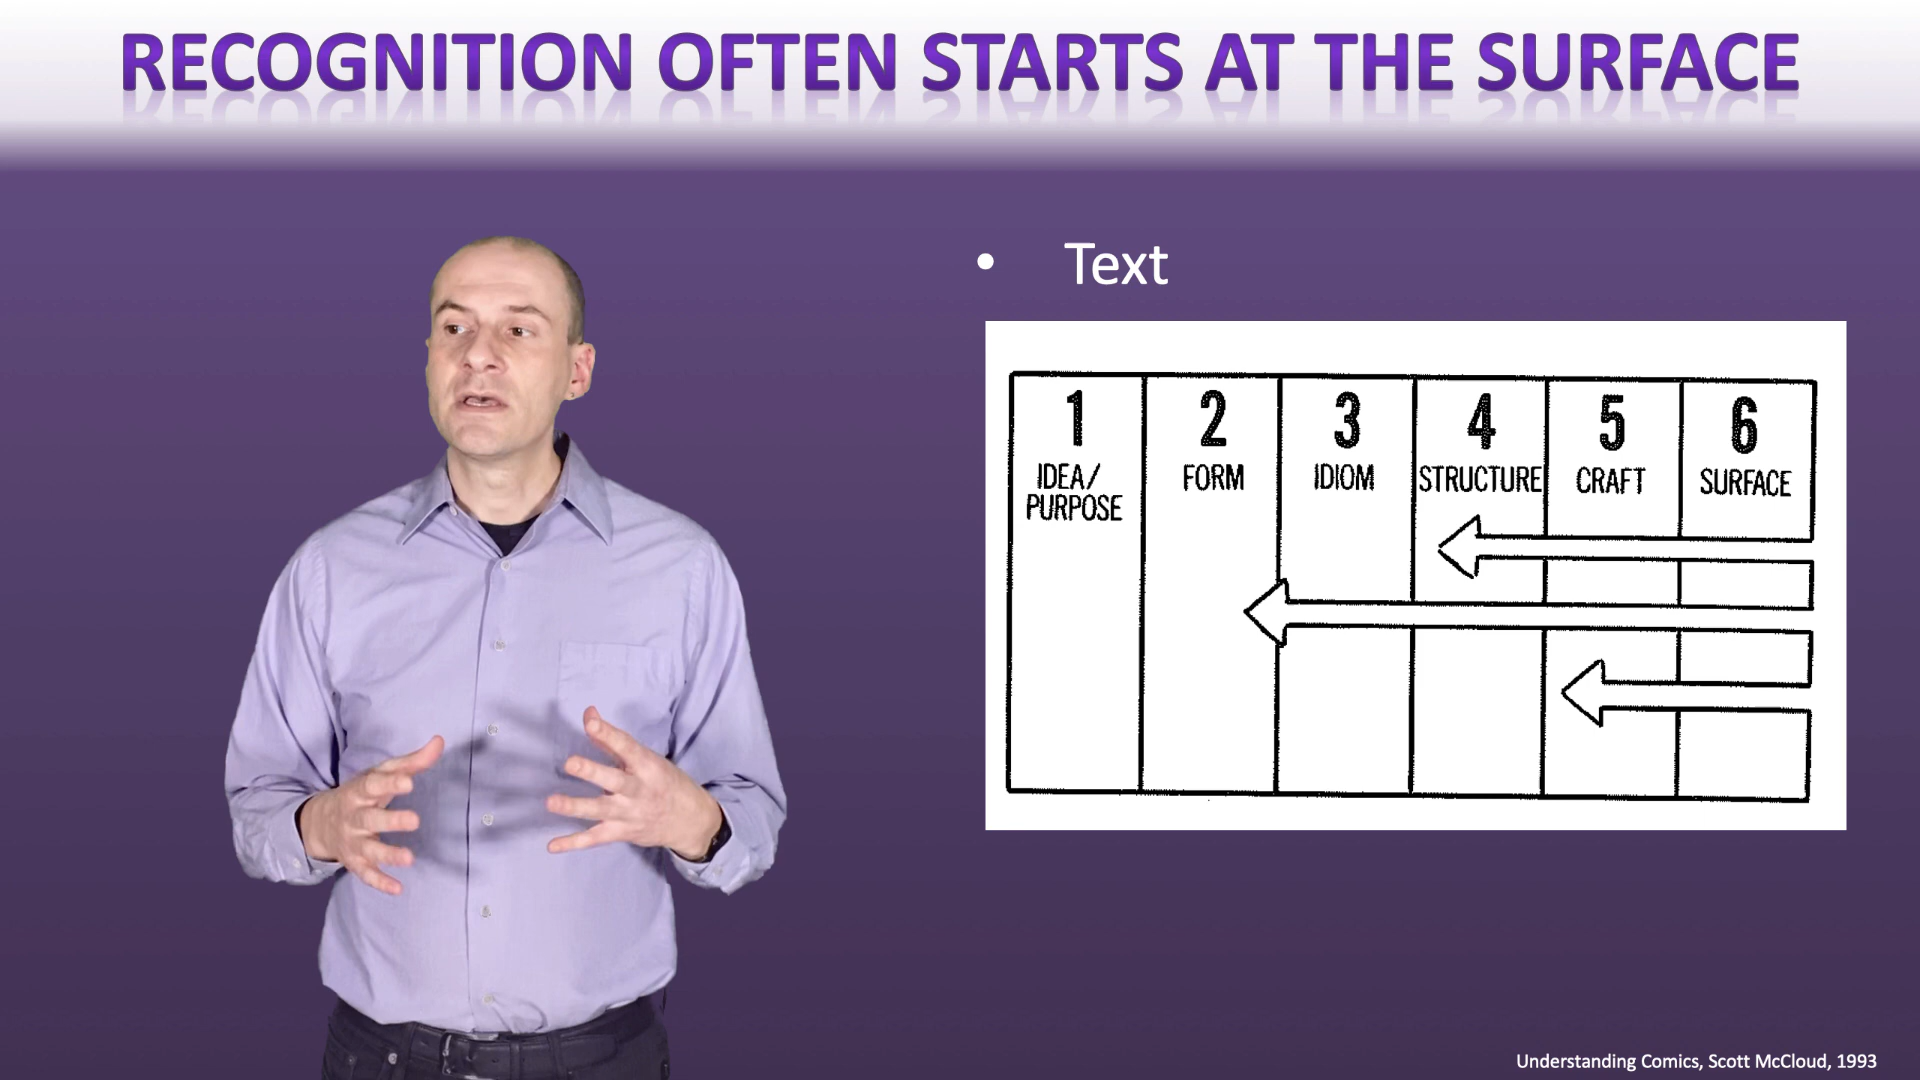 RECOGNITION OFTEN STARTS AT THE SURFACE
• Text
1 2 3 4 5 6
IDEA/ PURPOSE FORM IDIOM STRUCTURE CRAFT SURFACE
Understanding Comics, Scott McCloud, 1993